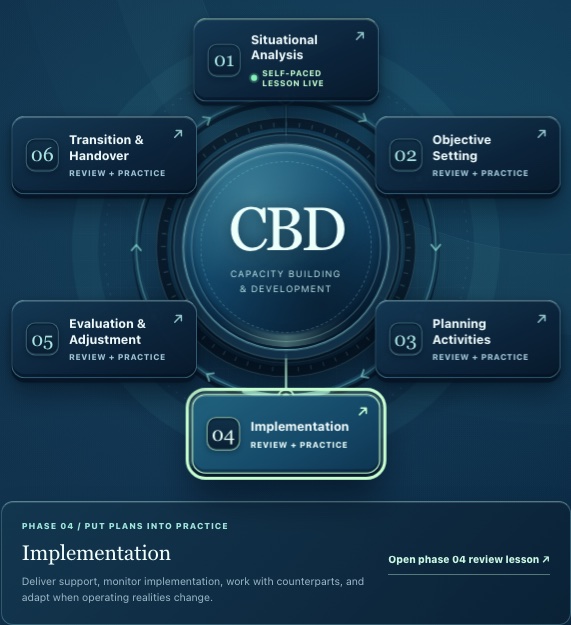 01
Situational
Analysis
SELF-PACED
LESSON LIVE
06
Transition &
Handover
REVIEW + PRACTICE
02
Objective
Setting
REVIEW + PRACTICE
CBD
CAPACITY BUILDING
& DEVELOPMENT
05
Evaluation &
Adjustment
REVIEW + PRACTICE
03
Planning
Activities
REVIEW + PRACTICE
04
Implementation
REVIEW + PRACTICE
PHASE 04 / PUT PLANS INTO PRACTICE
Implementation
Deliver support, monitor implementation, work with counterparts, and
adapt when operating realities change.
Open phase 04 review lesson ↗